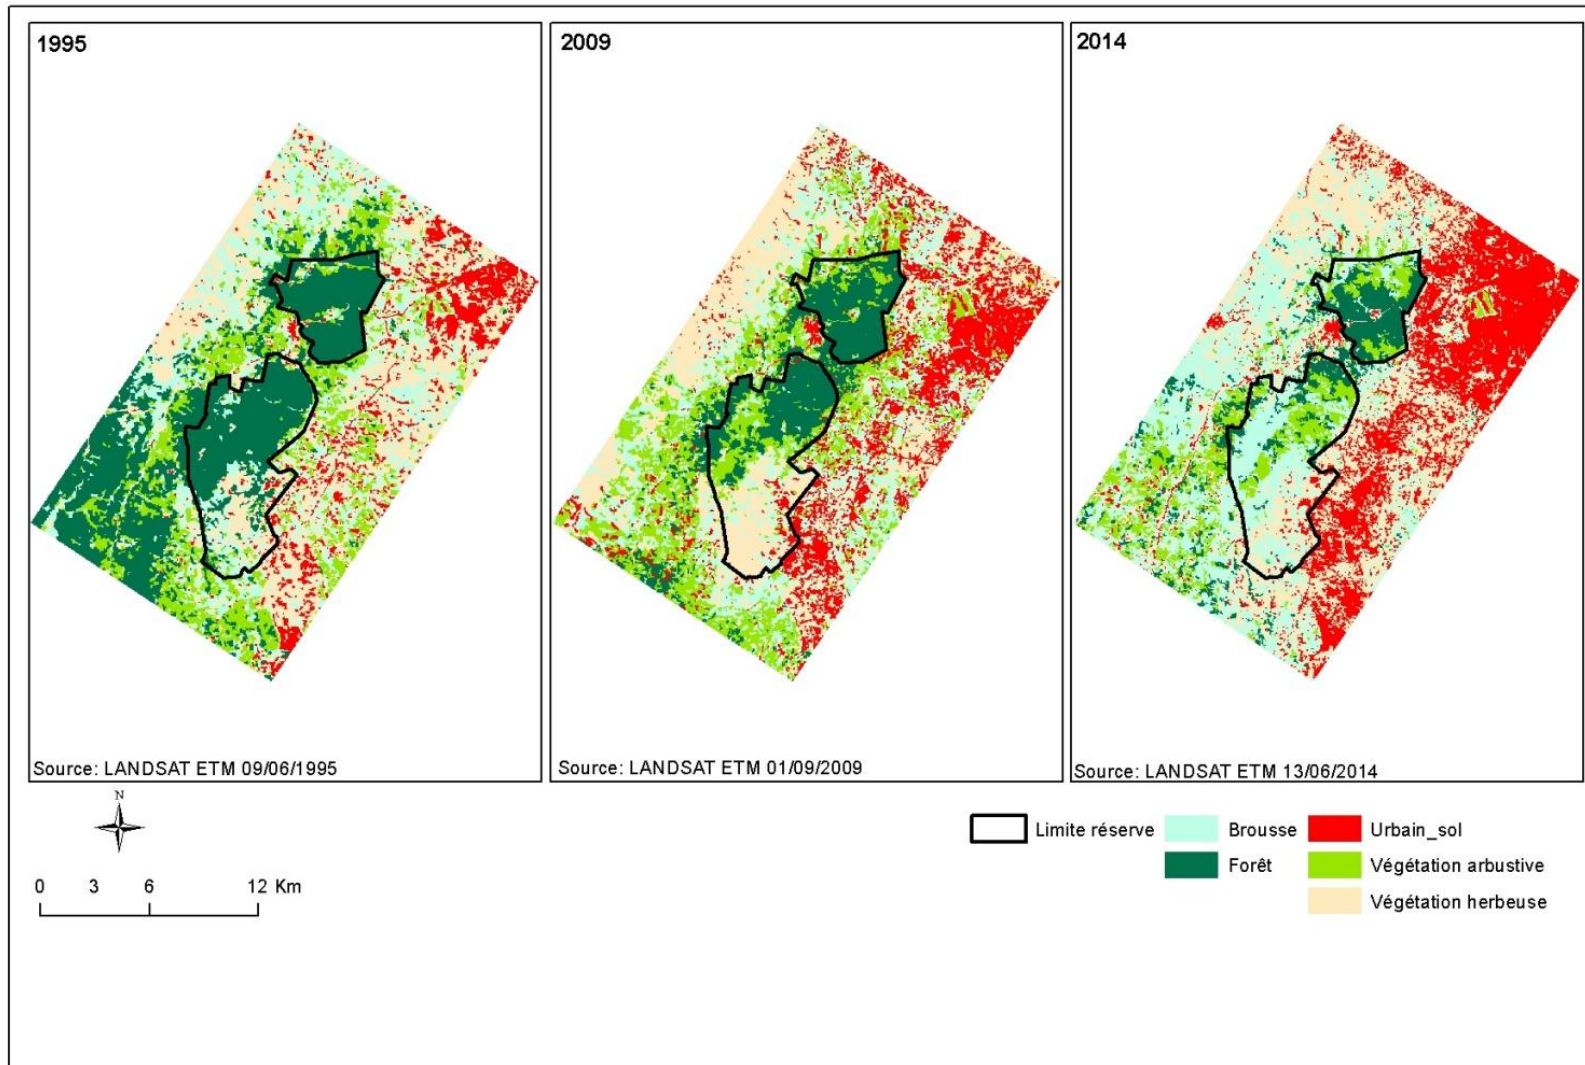 1995
2009
2014
Source: LANDSAT ETM 09/06/1995
Source: LANDSAT ETM 01/09/2009
Source: LANDSAT ETM 13/06/2014
N
0 3 6 12 Km
Limite réserve
Brousse
Forêt
Urbain_sol
Végétation arbustive
Végétation herbeuse